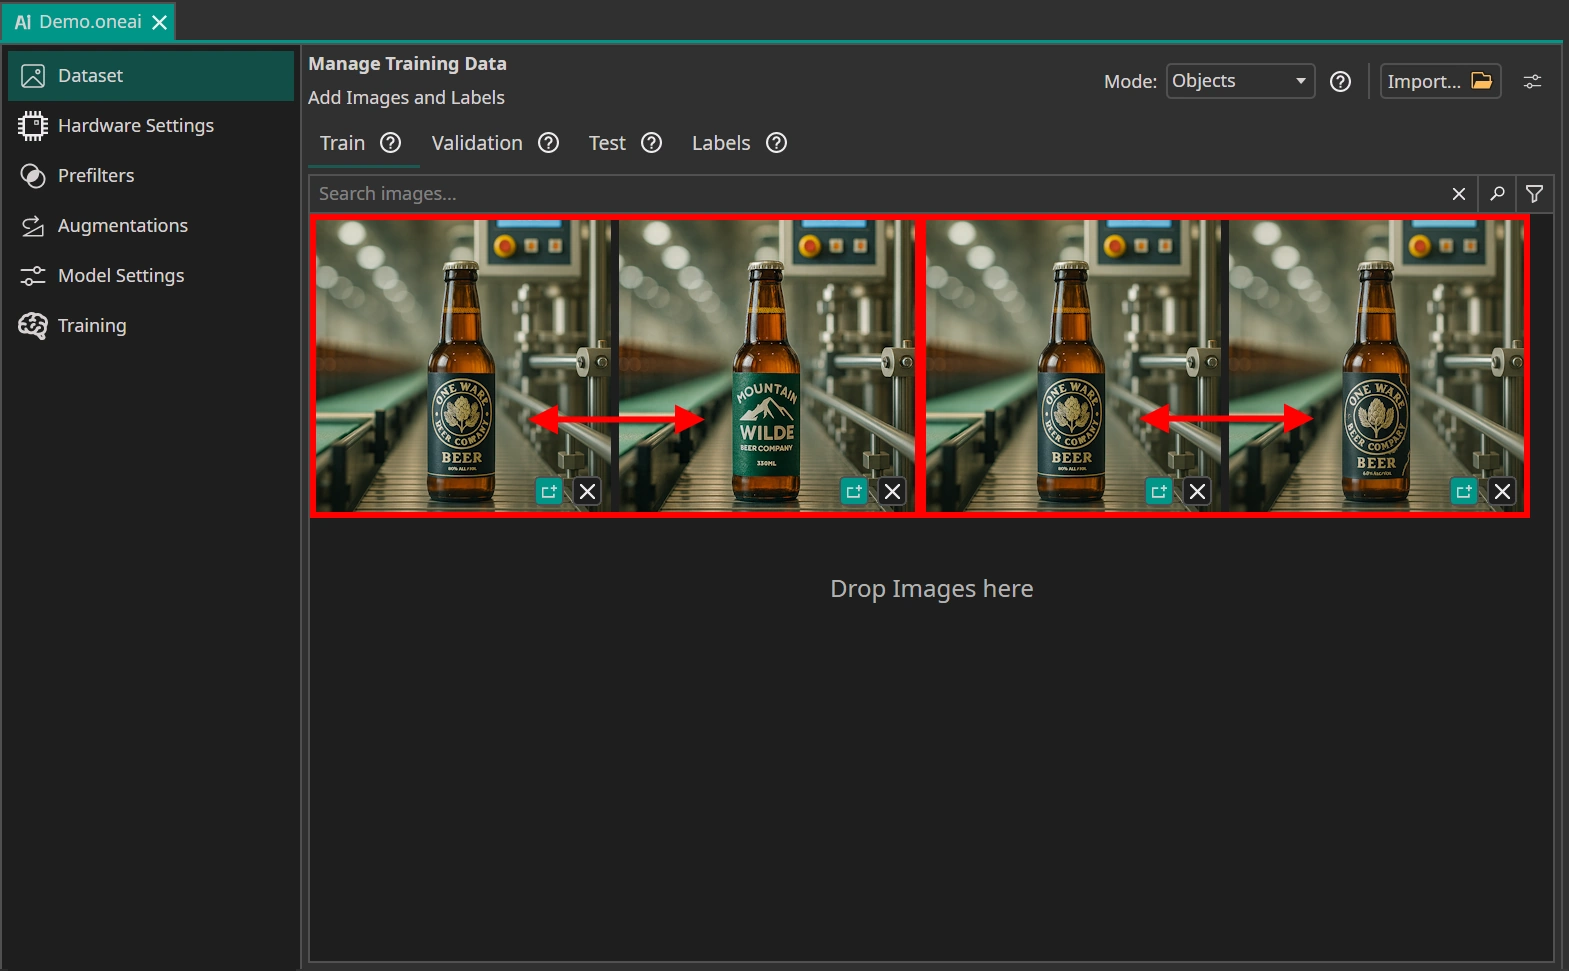 Ai Demo.oneai
Dataset
Hardware Settings
Prefilters
Augmentations
Model Settings
Training
Manage Training Data
Add Images and Labels
Mode: Objects
Import...
Train
Validation
Test
Labels
Search images...
ONE WARE
BEER COMPANY
BEER
MOUNTAIN
WILDE
BEER COMPANY
330ML
ONE WARE
BEER COMPANY
BEER
ONE WARE
BEER COMPANY
BEER
Drop Images here